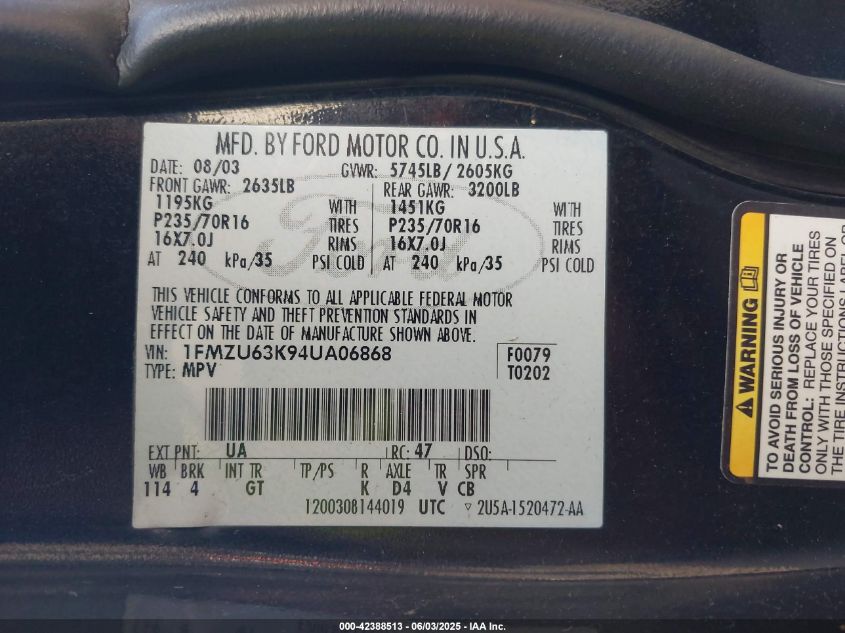 MFD. BY FORD MOTOR CO. IN U.S.A.
DATE: 08/03 GVWR: 5745LB/ 2605KG
FRONT GAWR: 2635LB REAR GAWR: 3200LB
1195KG WITH 1451KG WITH
P235/70R16 TIRES P235/70R16 TIRES
16X7.0J RIMS 16X7.0J RIMS
AT 240 kPa/35 PSI COLD AT 240 kPa/35 PSI COLD
Ford
THIS VEHICLE CONFORMS TO ALL APPLICABLE FEDERAL MOTOR
VEHICLE SAFETY AND THEFT PREVENTION STANDARDS IN
EFFECT ON THE DATE OF MANUFACTURE SHOWN ABOVE.
VIN: 1FMZU63K94UA06868 F0079
TYPE: MPV T0202
EXT PNT: UA RC: 47 DSO:
WB BRK INT TR TP/PS R AXLE TR SPR
114 4 GT K D4 V CB
1200308144019 UTC ▽ 2U5A-1520472-AA
WARNING
TO AVOID SERIOUS INJURY OR
DEATH FROM LOSS OF VEHICLE
CONTROL: REPLACE YOUR TIRES
ONLY WITH THOSE SPECIFIED ON
THE TIRE INSTRUCTIONS LABEL OR
000-42388513 - 06/03/2025 - IAA Inc.